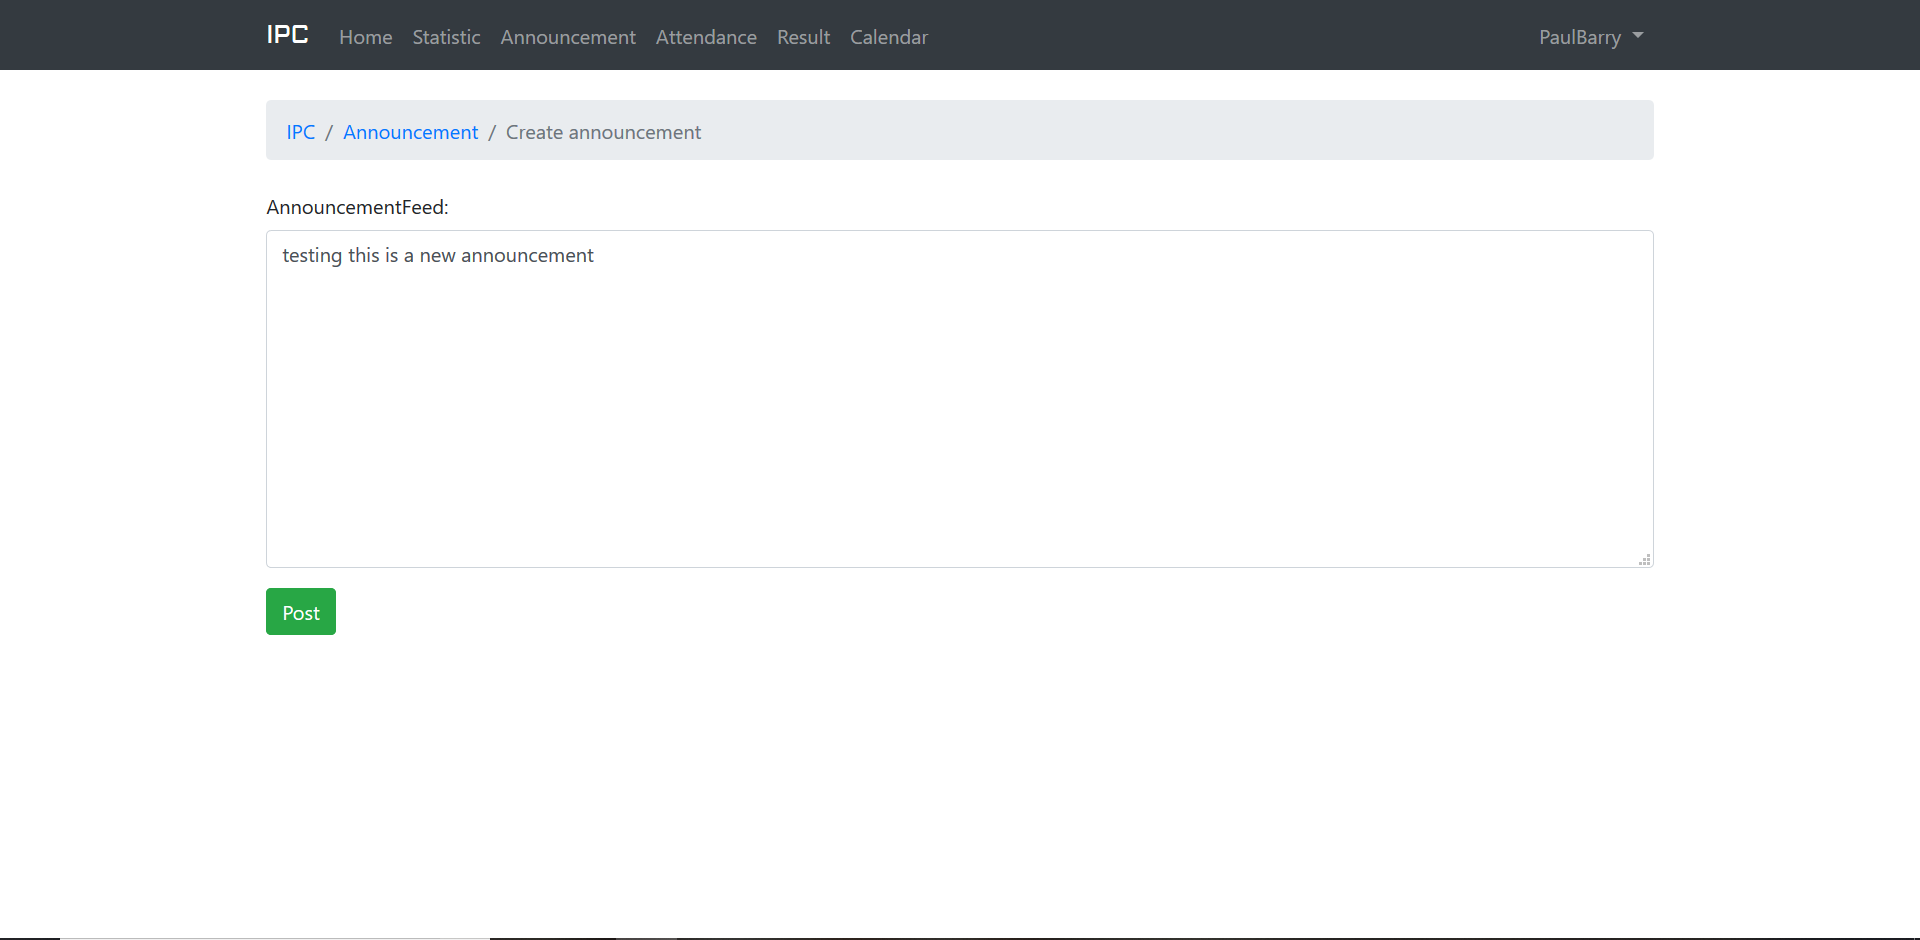 IPC Home Statistic Announcement Attendance Result Calendar PaulBarry
IPC / Announcement / Create announcement
AnnouncementFeed:
testing this is a new announcement
Post